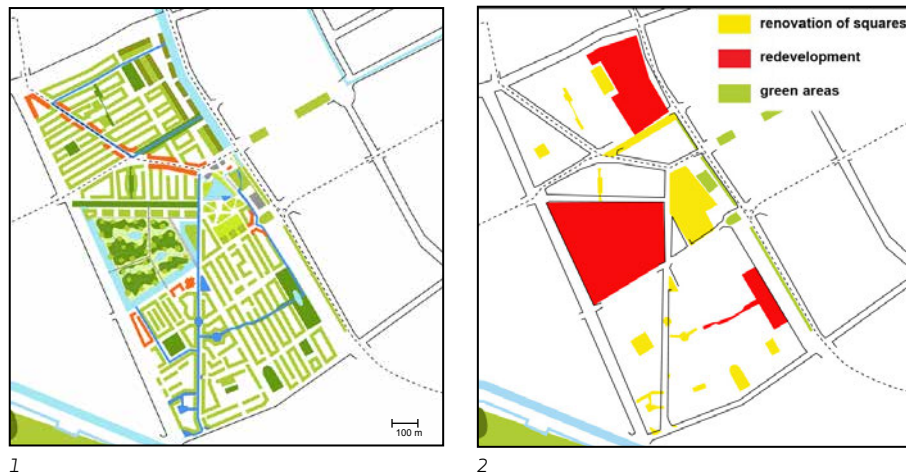 renovation of squares
redevelopment
green areas
100 m
1
2